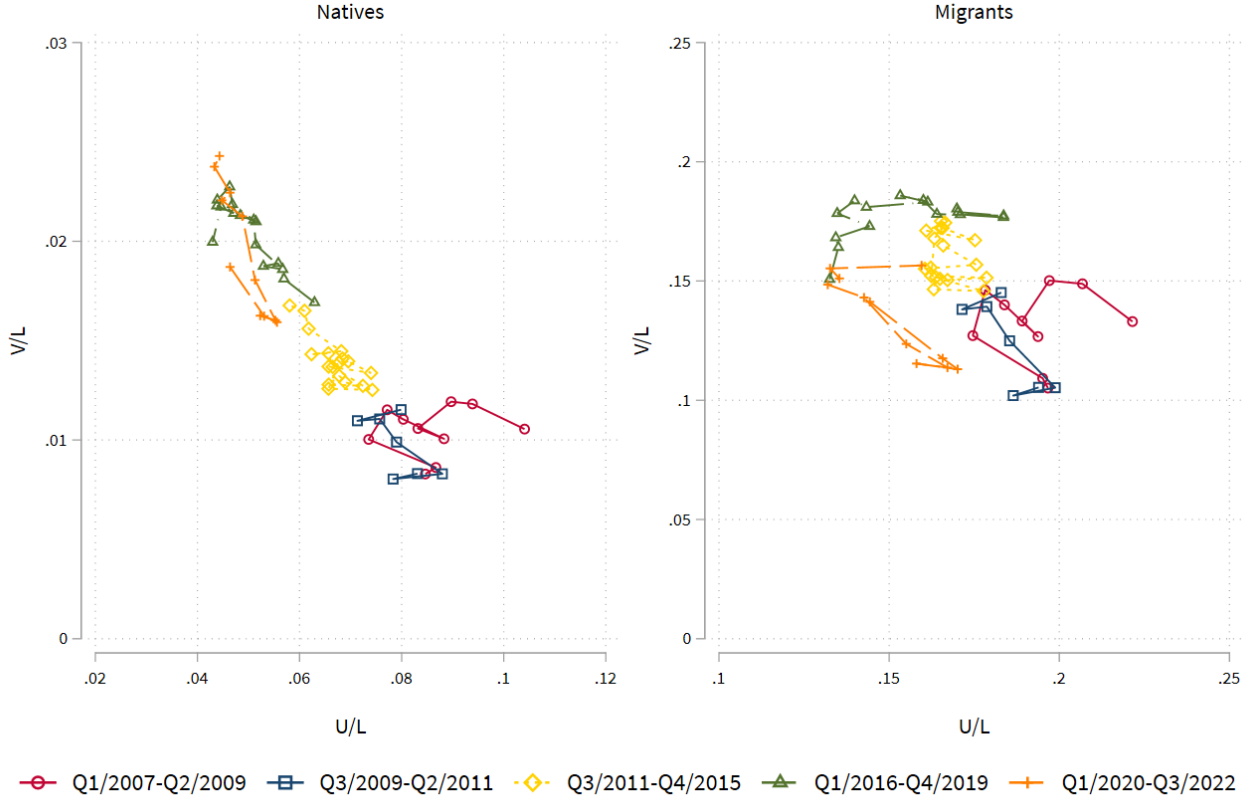 Natives
.03
.02
.01
0
V/L
.02 .04 .06 .08 .1 .12
U/L
Migrants
.25
.2
.15
.1
.05
0
V/L
.1 .15 .2 .25
U/L
Q1/2007-Q2/2009 Q3/2009-Q2/2011 Q3/2011-Q4/2015 Q1/2016-Q4/2019 Q1/2020-Q3/2022